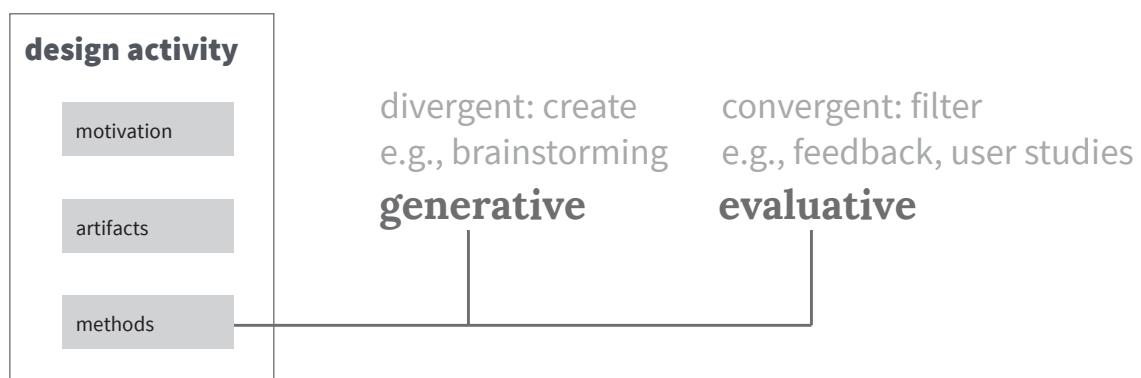 design activity
motivation
artifacts
methods
divergent: create
e.g., brainstorming
generative
convergent: filter
e.g., feedback, user studies
evaluative